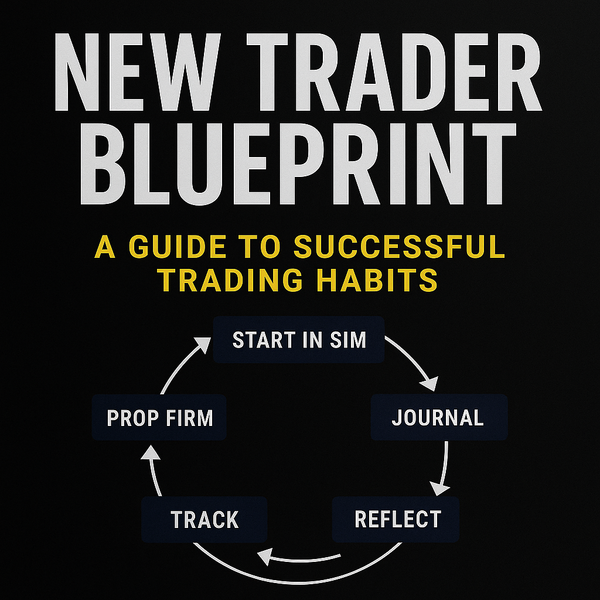 NEW TRADER
BLUEPRINT
A GUIDE TO SUCCESSFUL
TRADING HABITS
START IN SIM
PROP FIRM
JOURNAL
TRACK
REFLECT